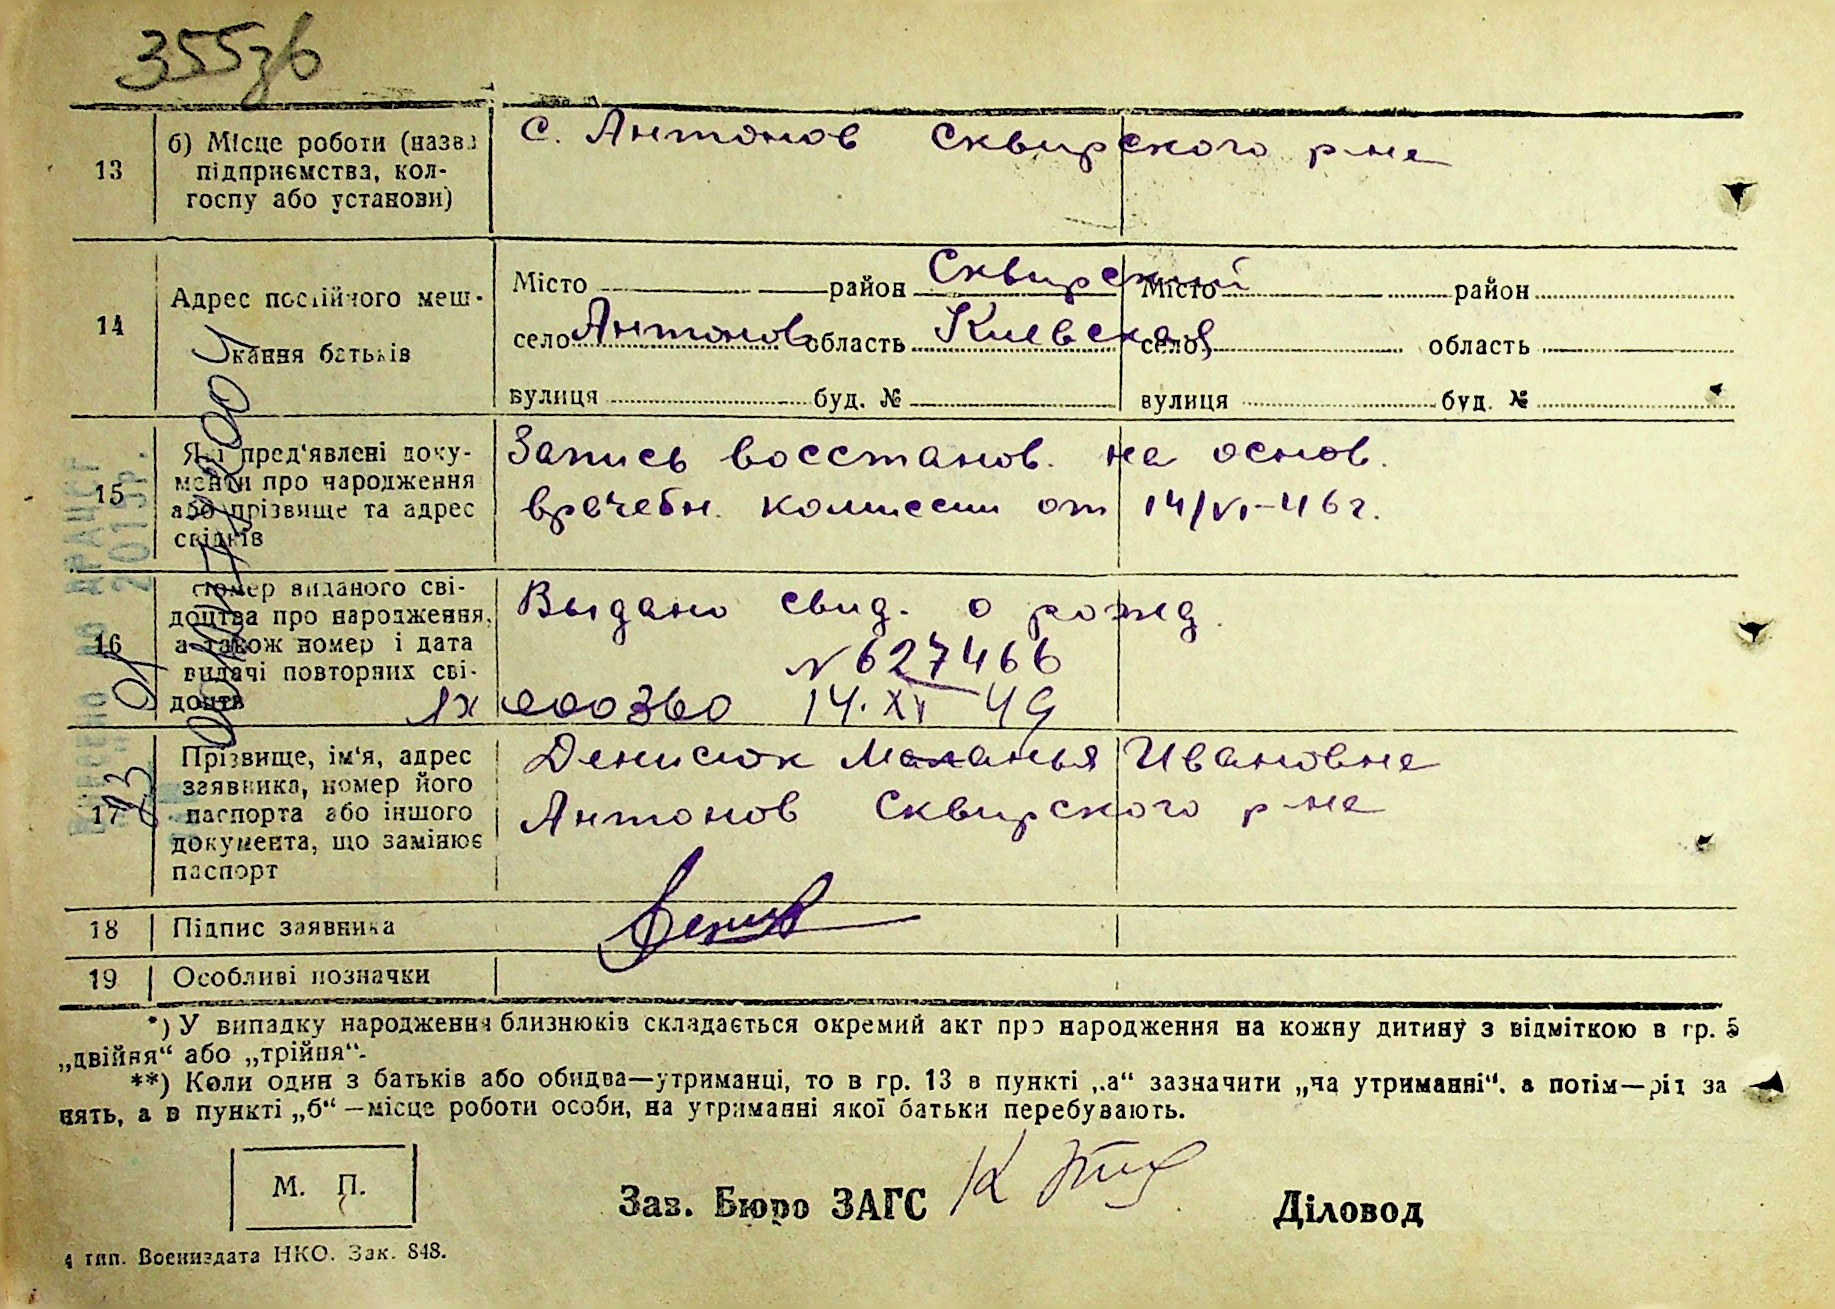 355зв
13 б) Місце роботи (назва
підприємства, кол-
госпу або установи)
с. Антонов Сквирского р-на
14 Адрес постійного меш-
кання батьків
Місто район Сквирский Місто район
село Антонов область Киевская село область
вулиця буд. № вулиця буд. №
15 Які пред'явлені доку-
менти про народження
або прізвище та адрес
свідків
Запись восстанов. на основ.
врачебн. комиссии от 14/VI-46г.
16 Номер виданого сві-
доцтва про народження,
а також номер і дата
видачі повторних сві-
доцтв
Выдано свид. о рожд.
N 627466
1х 000360 14.XI 49
17 Прізвище, ім'я, адрес
заявника, номер його
паспорта або іншого
документа, що замінює
паспорт
Денисюк Маланья Ивановна
Антонов Сквирского р-на
18 Підпис заявника
19 Особливі позначки
*) У випадку народження близнюків складається окремий акт про народження на кожну дитину з відміткою в гр. 5
„двійня“ або „трійня“.
**) Коли один з батьків або обидва—утриманці, то в гр. 13 в пункті „а“ зазначити „на утриманні“, а потім—рід за
нять, а в пункті „б“ —місце роботи особи, на утриманні якої батьки перебувають.
М. П.
Зав. Бюро ЗАГС
Діловод
4 тип. Воениздата НКО. Зак. 848.